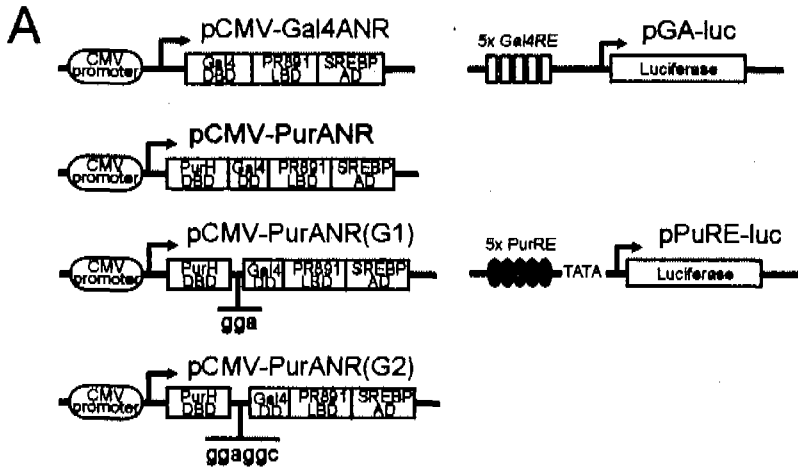 A
pCMV-Gal4ANR
CMV
promoter
Gal4
DBD
PR891
LBD
SREBP
AD
5x Gal4RE
pGA-luc
Luciferase
pCMV-PurANR
CMV
promoter
PurH
DBD
Gal4
DD
PR891
LBD
SREBP
AD
pCMV-PurANR(G1)
CMV
promoter
PurH
DBD
Gal4
DD
PR891
LBD
SREBP
AD
gga
5x PurRE
pPuRE-luc
TATA
Luciferase
pCMV-PurANR(G2)
CMV
promoter
PurH
DBD
Gal4
DD
PR891
LBD
SREBP
AD
ggaggc